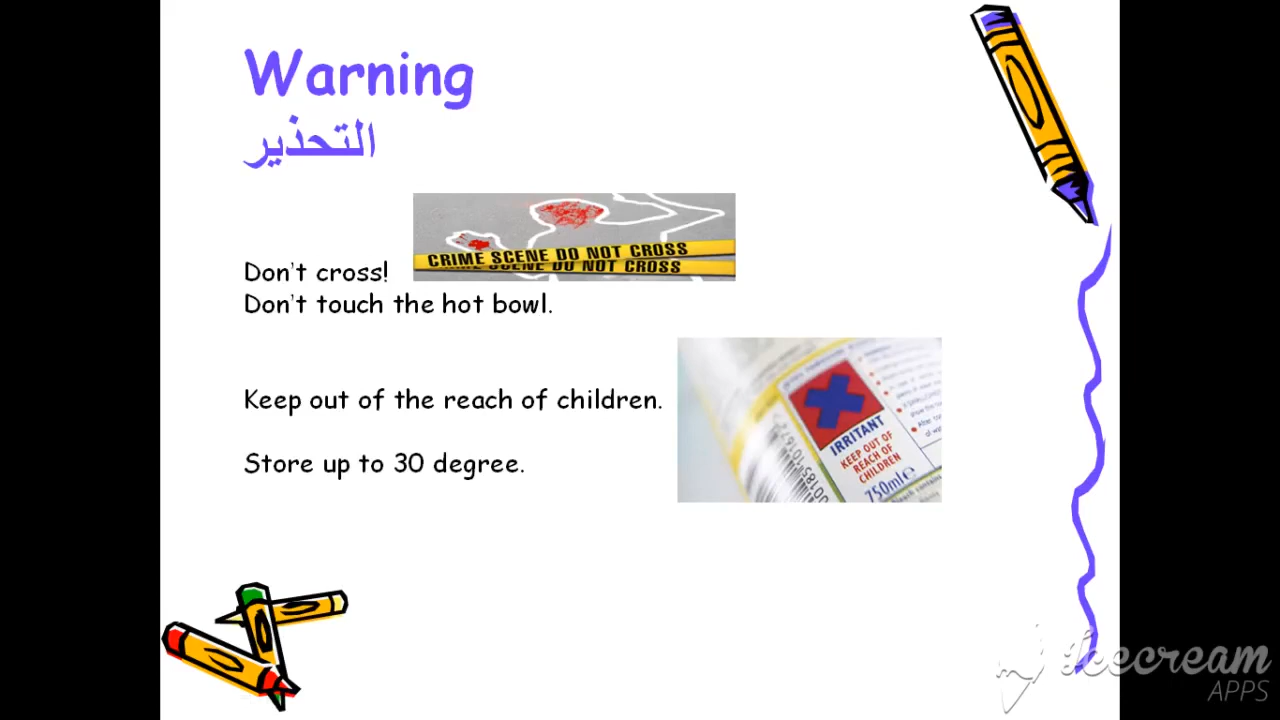 Warning
التحذير
CRIME SCENE DO NOT CROSS
CRIME SCENE DO NOT CROSS
Don't cross!
Don't touch the hot bowl.
Keep out of the reach of children.
Store up to 30 degree.
IRRITANT
KEEP OUT OF
REACH OF
CHILDREN
750ml e
Icecream
APPS